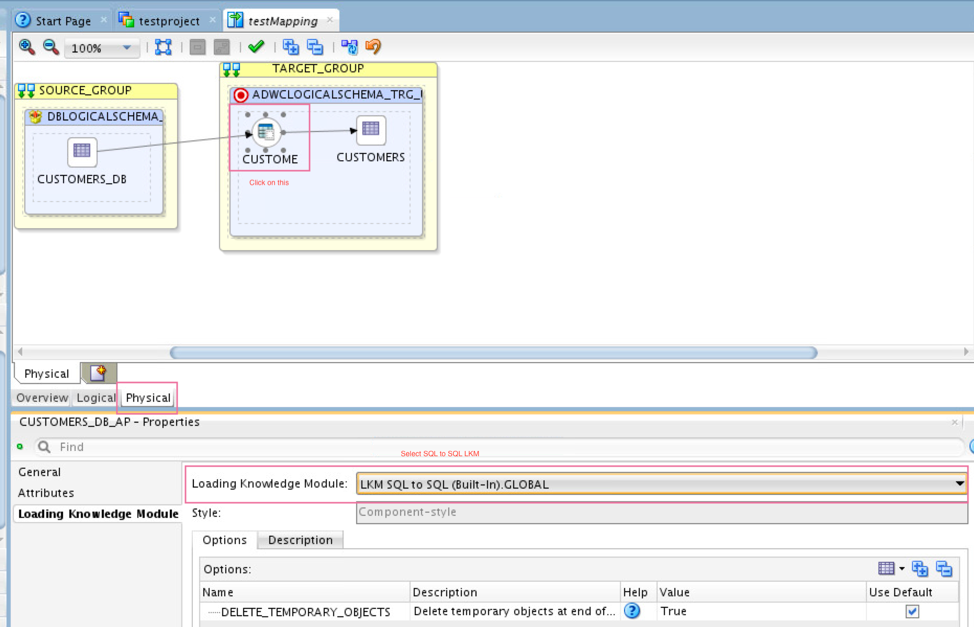 Start Page
testproject
testMapping
100%
TARGET_GROUP
SOURCE_GROUP
ADWCLOGICALSCHEMA_TRG_
DBLOGICALSCHEMA_
CUSTOMERS_DB
CUSTOME
CUSTOMERS
Click on this
Physical
Overview Logical Physical
CUSTOMERS_DB_AP - Properties
Find
Select SQL to SQL LKM
General
Attributes
Loading Knowledge Module
Loading Knowledge Module: LKM SQL to SQL (Built-In).GLOBAL
Style: Component-style
Options Description
Options:
Name Description Help Value Use Default
DELETE_TEMPORARY_OBJECTS Delete temporary objects at end of... True